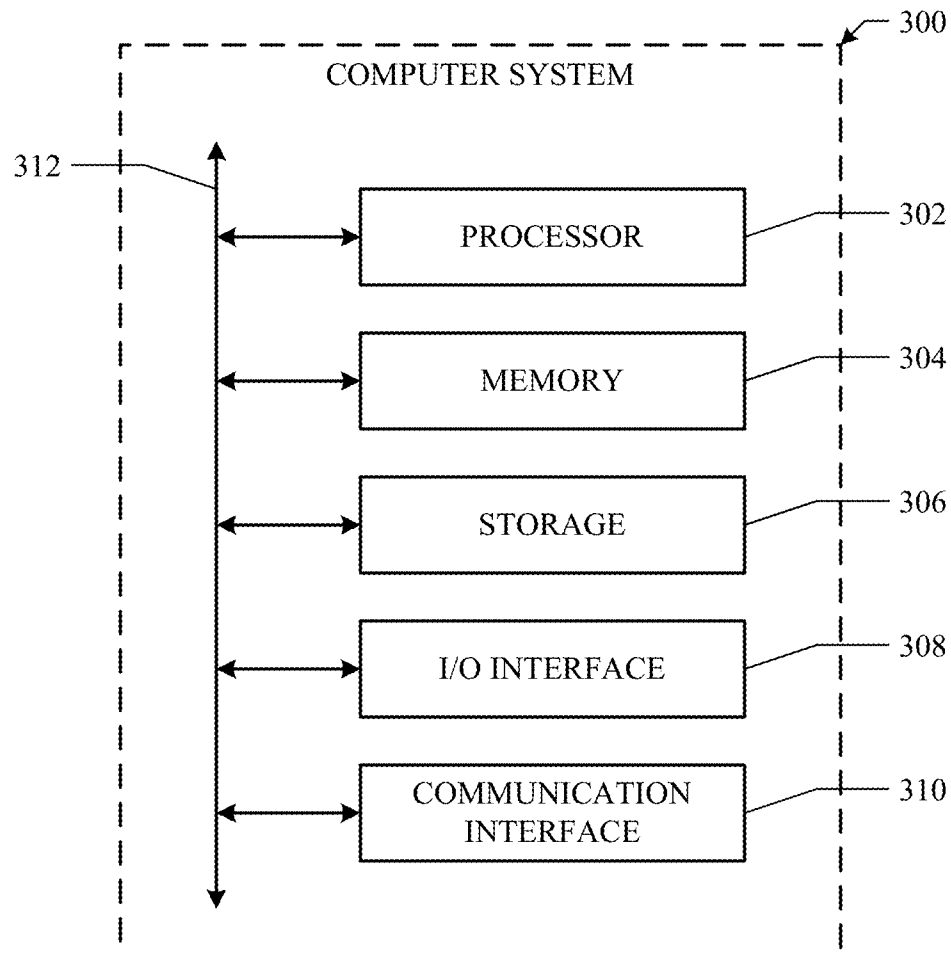 300
COMPUTER SYSTEM
312
302
PROCESSOR
304
MEMORY
306
STORAGE
308
I/O INTERFACE
310
COMMUNICATION
INTERFACE